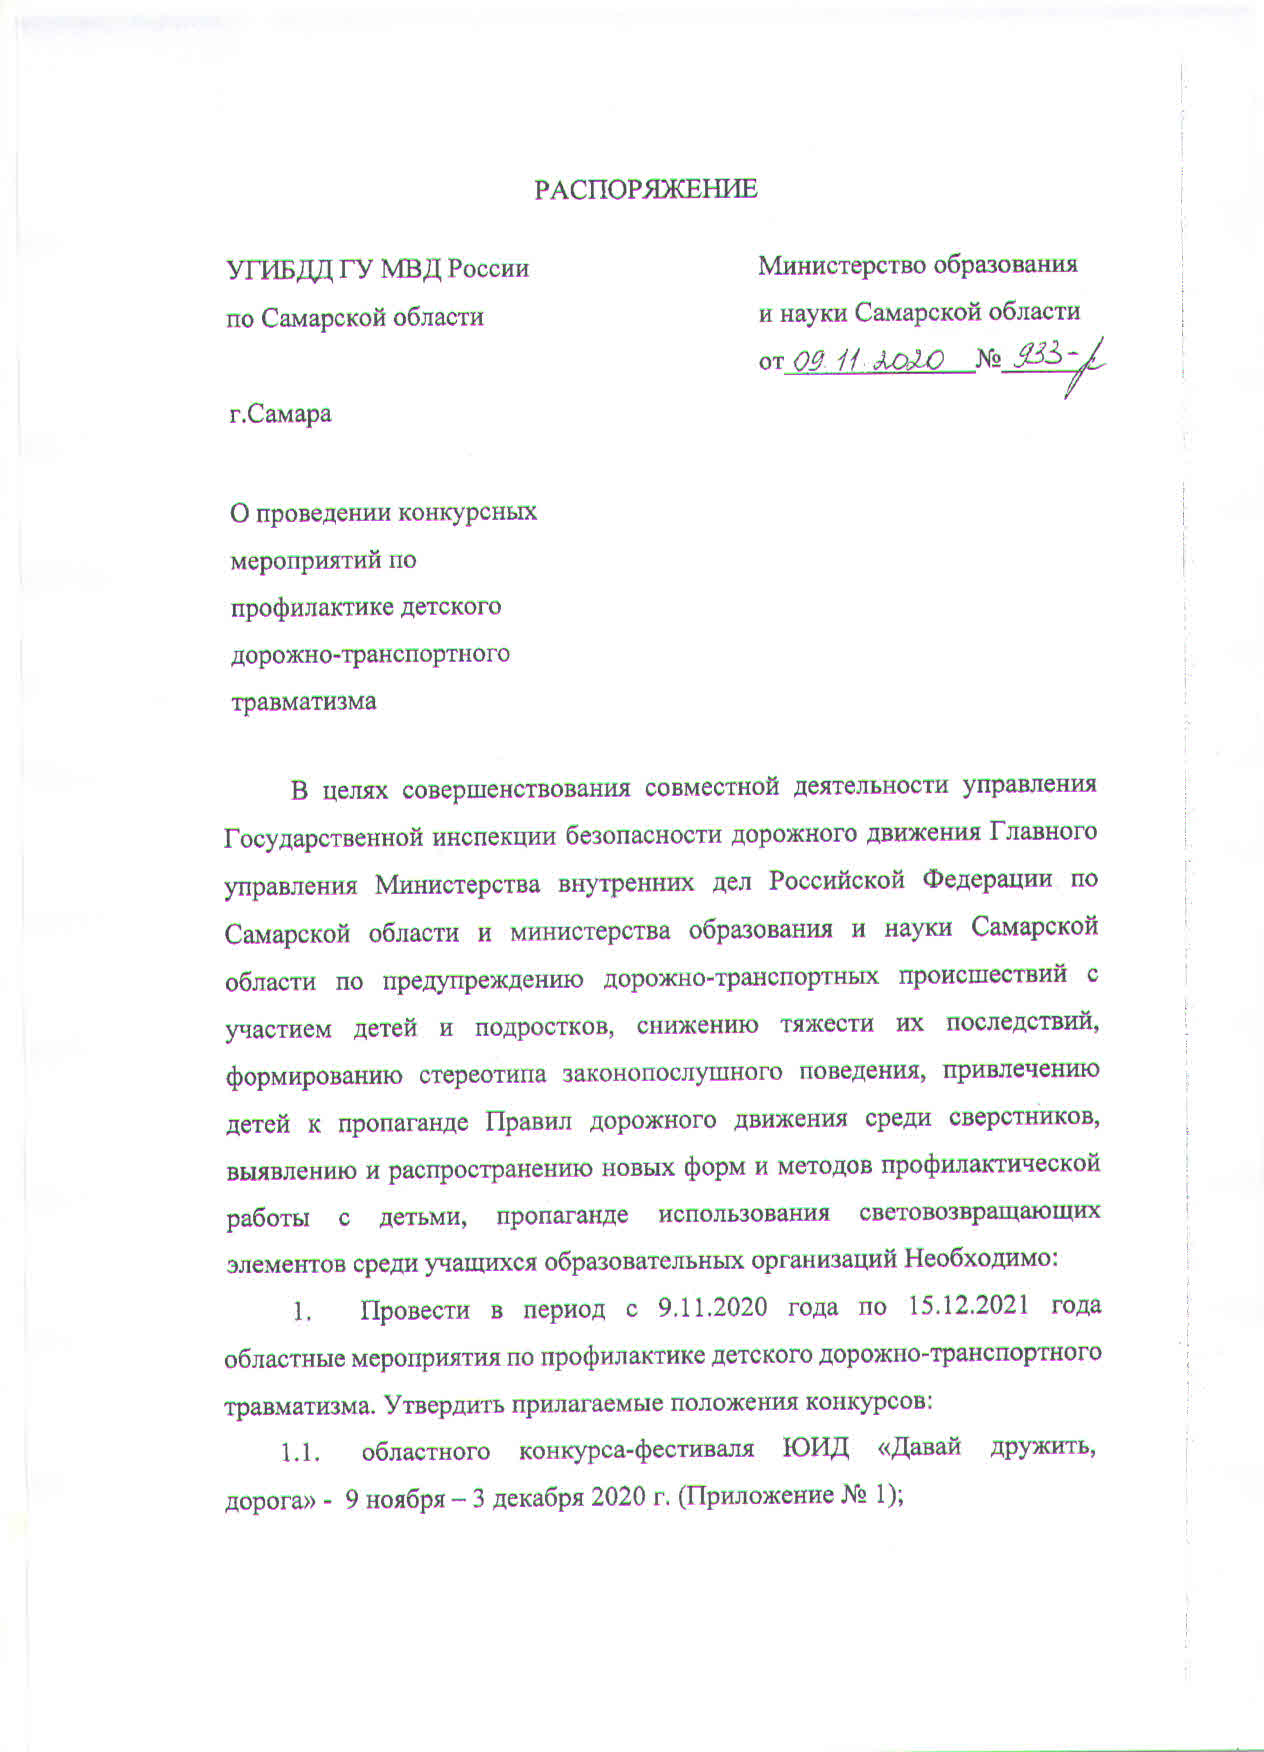 РАСПОРЯЖЕНИЕ
УГИБДД ГУ МВД России
по Самарской области
Министерство образования
и науки Самарской области
от 09.11.2020 № 933-р
г.Самара
О проведении конкурсных
мероприятий по
профилактике детского
дорожно-транспортного
травматизма
В целях совершенствования совместной деятельности управления
Государственной инспекции безопасности дорожного движения Главного
управления Министерства внутренних дел Российской Федерации по
Самарской области и министерства образования и науки Самарской
области по предупреждению дорожно-транспортных происшествий с
участием детей и подростков, снижению тяжести их последствий,
формированию стереотипа законопослушного поведения, привлечению
детей к пропаганде Правил дорожного движения среди сверстников,
выявлению и распространению новых форм и методов профилактической
работы с детьми, пропаганде использования световозвращающих
элементов среди учащихся образовательных организаций Необходимо:
1. Провести в период с 9.11.2020 года по 15.12.2021 года
областные мероприятия по профилактике детского дорожно-транспортного
травматизма. Утвердить прилагаемые положения конкурсов:
1.1. областного конкурса-фестиваля ЮИД «Давай дружить,
дорога» - 9 ноября – 3 декабря 2020 г. (Приложение № 1);